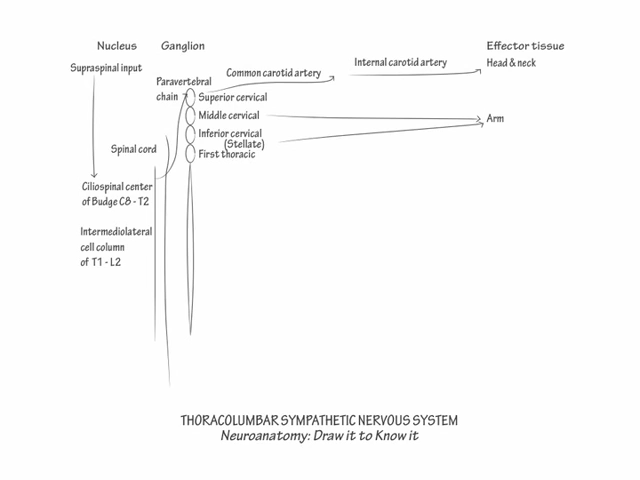 Nucleus
Ganglion
Effector tissue
Supraspinal input
Paravertebral
chain
Common carotid artery
Internal carotid artery
Head & neck
Superior cervical
Middle cervical
Arm
Inferior cervical
(Stellate)
First thoracic
Spinal cord
Ciliospinal center
of Budge C8 - T2
Intermediolateral
cell column
of T1 - L2
THORACOLUMBAR SYMPATHETIC NERVOUS SYSTEM
Neuroanatomy: Draw it to Know it